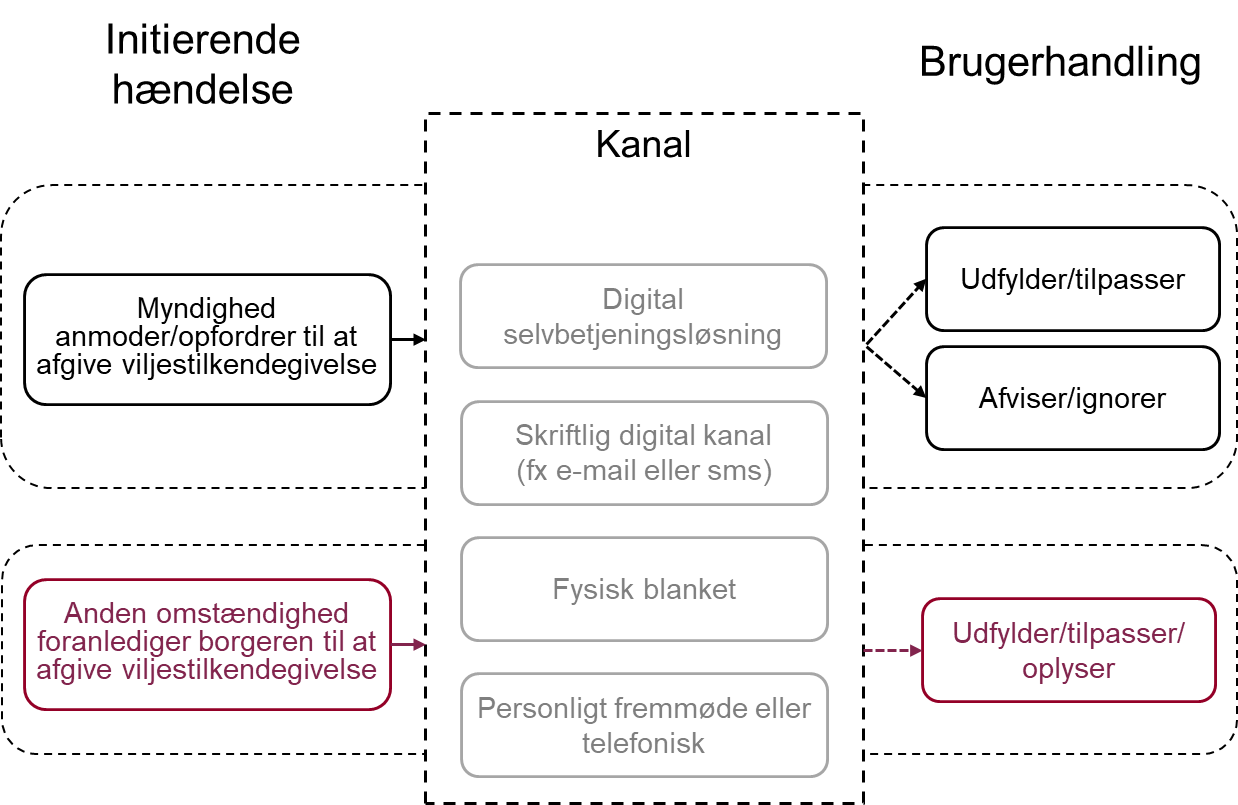 Initierende
hændelse
Kanal
Brugerhandling
Myndighed
anmoder/opfordrer til at
afgive viljestilkendegivelse
Digital
selvbetjeningsløsning
Skriftlig digital kanal
(fx e-mail eller sms)
Udfylder/tilpasser
Afviser/ignorer
Anden omstændighed
foranlediger borgeren til at
afgive viljestilkendegivelse
Fysisk blanket
Personligt fremmøde eller
telefonisk
Udfylder/tilpasser/
oplyser